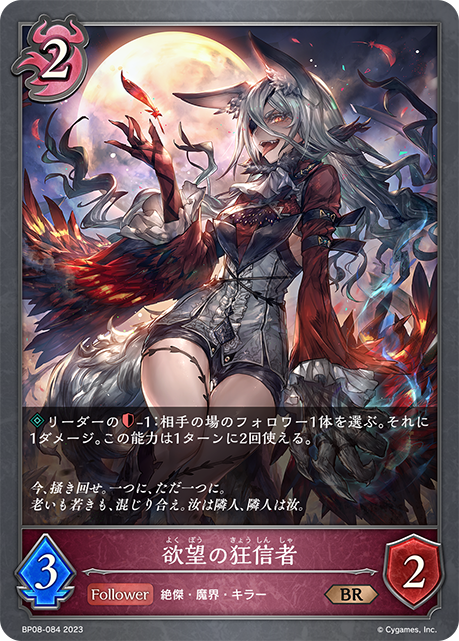 2
リーダーの-1:相手の場のフォロワー1体を選ぶ。それに
1ダメージ。この能力は1ターンに2回使える。
今、掻き回せ。一つに、ただ一つに。
老いも若きも、混じり合え。汝は隣人、隣人は汝。
よくぼう きょうしんしゃ
欲望の狂信者
3
Follower 絶傑・魔界・キラー BR
2
BP08-084 2023 © Cygames, Inc.